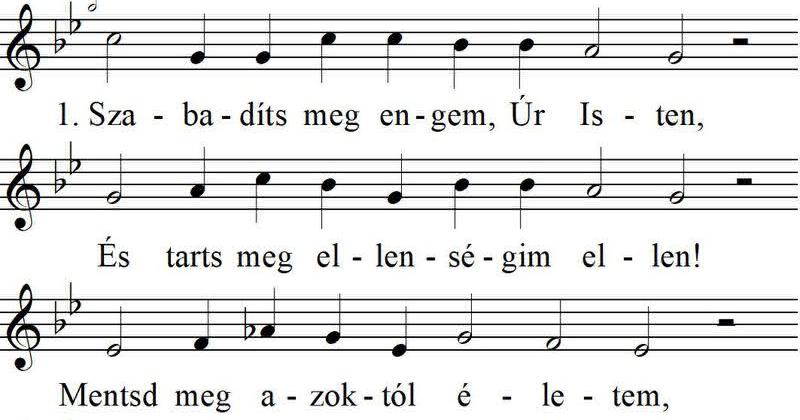 1. Sza - ba - díts meg en - gem, Úr Is - ten,
És tarts meg el - len - sé - gim el - len!
Mentsd meg a - zok - tól é - le - tem,